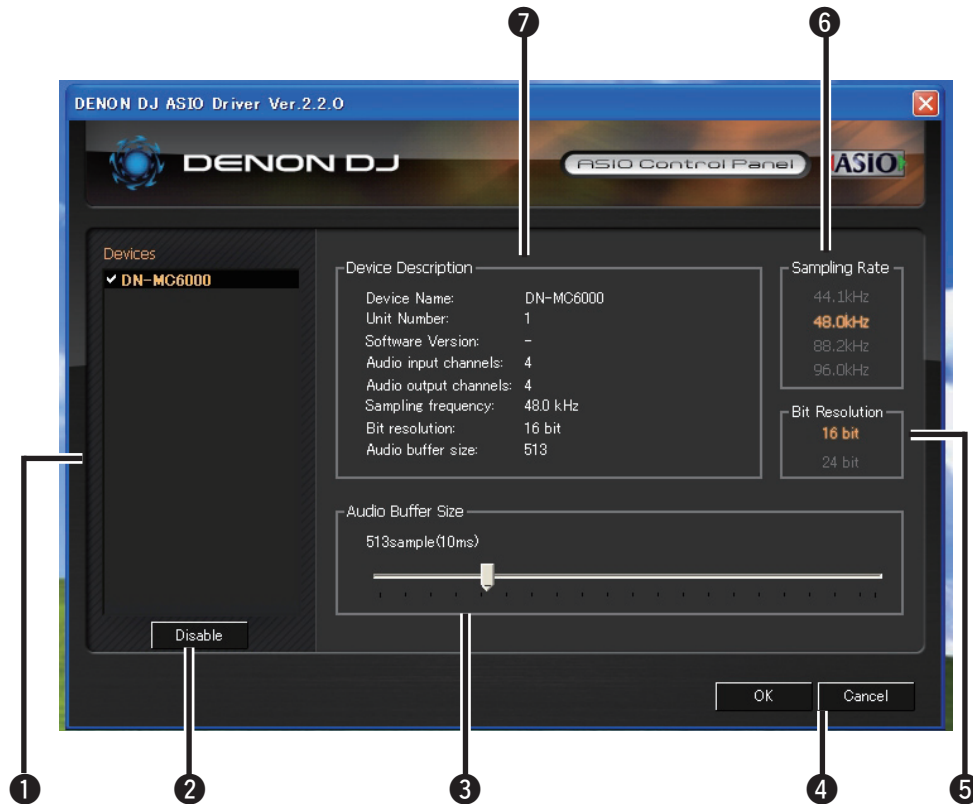 ❼ ❻
DENON DJ ASIO Driver Ver.2.2.0
DENON DJ
ASIO Control Panel
ASIO
Devices
✔ DN-MC6000
Device Description
Device Name: DN-MC6000
Unit Number: 1
Software Version: -
Audio input channels: 4
Audio output channels: 4
Sampling frequency: 48.0 kHz
Bit resolution: 16 bit
Audio buffer size: 513
Sampling Rate
44.1kHz
48.0kHz
88.2kHz
96.0kHz
Bit Resolution
16 bit
24 bit
Audio Buffer Size
513sample(10ms)
Disable
OK
Cancel
❶ ❷ ❸ ❹ ❺